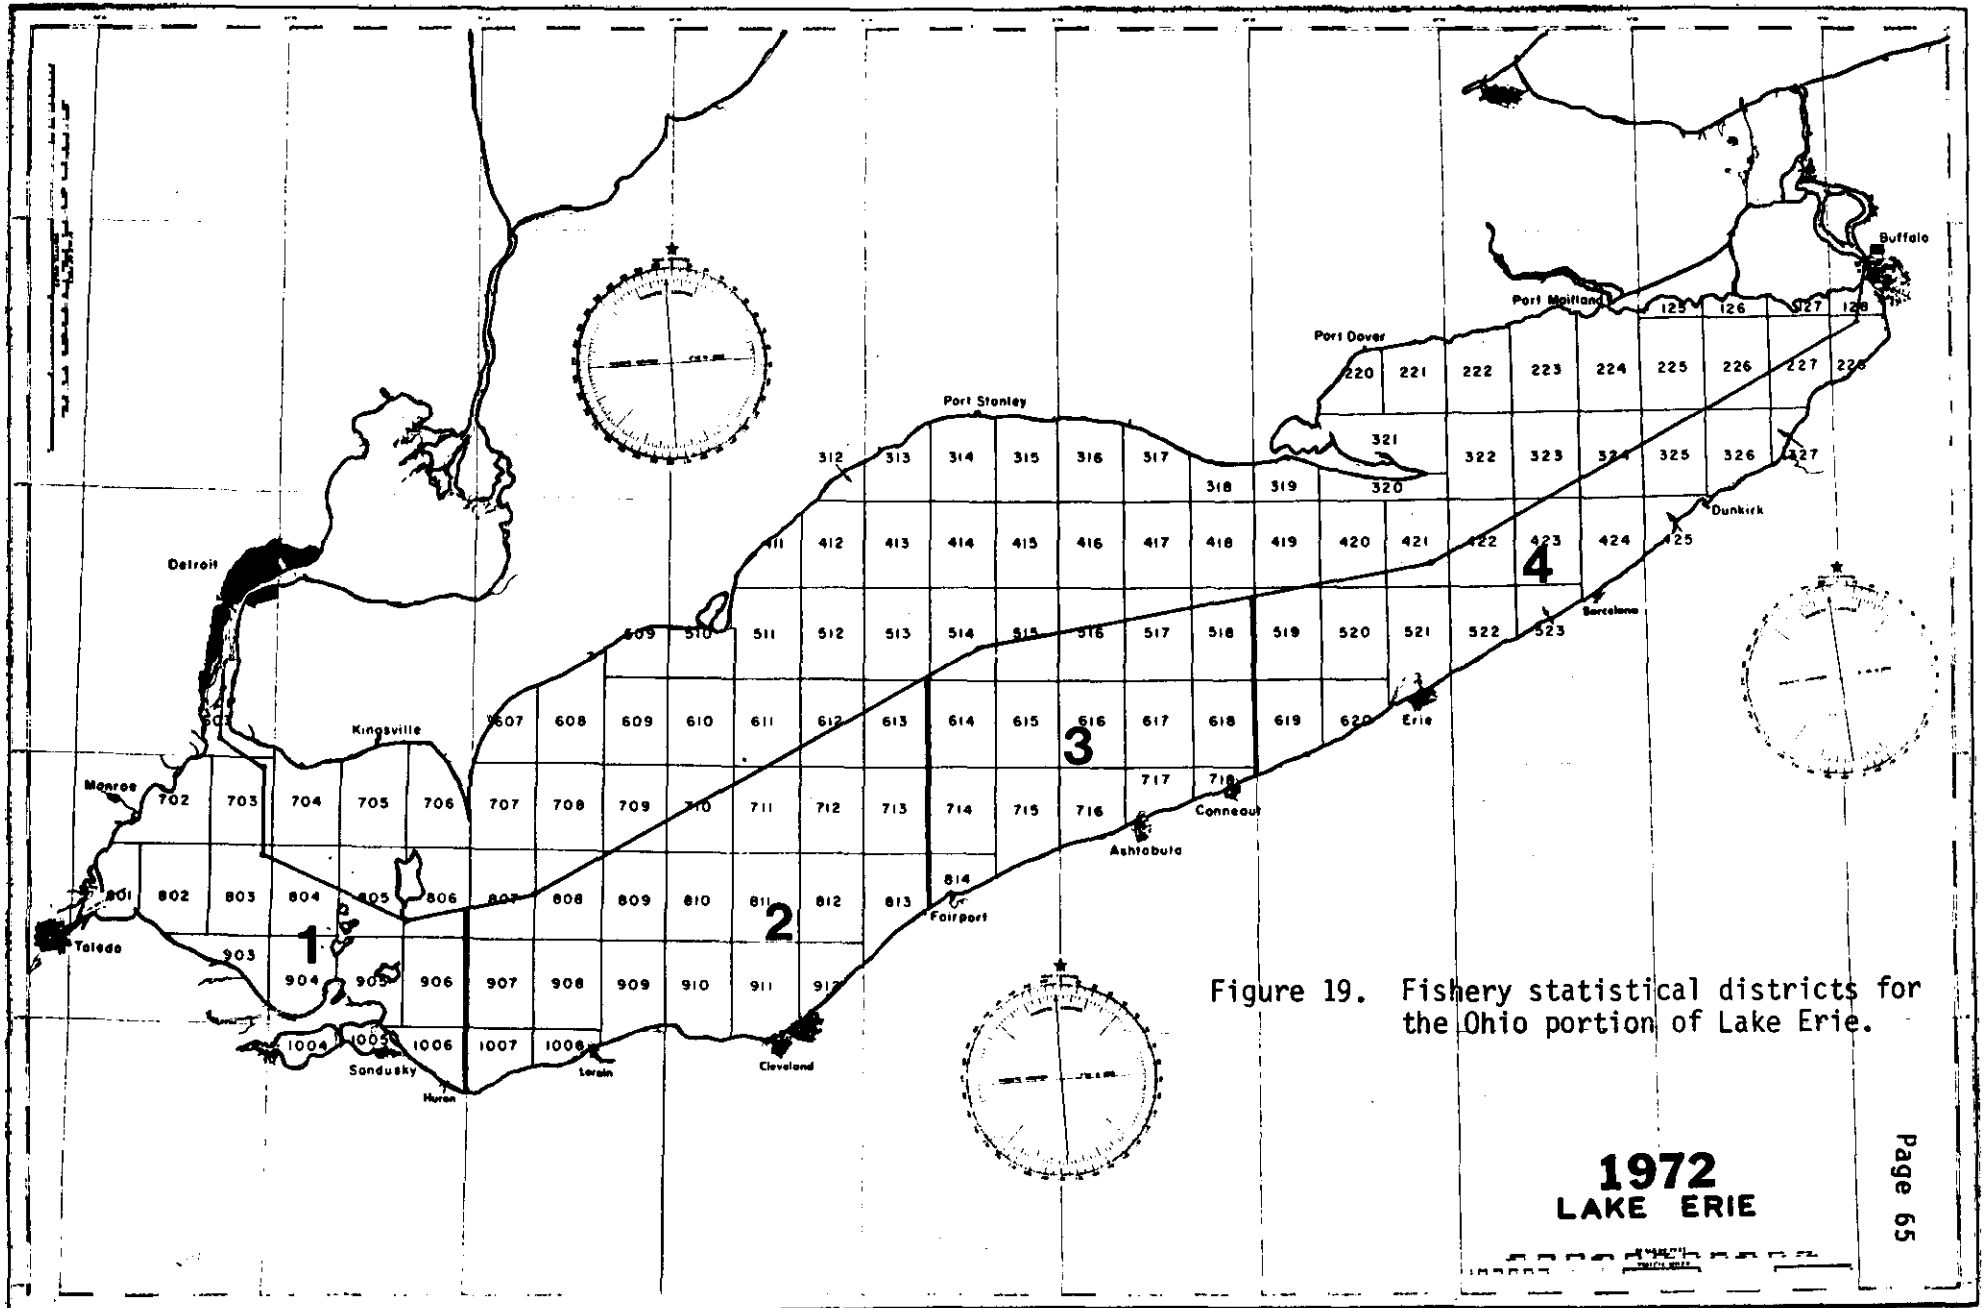 Buffalo
125 126 127 128
Port Maitland
Port Dover
220 221 222 223 224 225 226 227 228
Port Stanley
321 322 323 324 325 326 327
312 313 314 315 316 317
318 319 320
Dunkirk
411 412 413 414 415 416 417 418 419 420 421 422 423 424 425
4
Detroit
Barcelona
509 510 511 512 513 514 515 516 517 518 519 520 521 522 523
Erie
607 608 609 610 611 612 613 614 615 616 617 618 619 620
Kingsville
3
Monroe
702 703 704 705 706 707 708 709 710 711 712 713 714 715 716 717 718
Conneaut
Ashtabula
801 802 803 804 805 806 807 808 809 810 811 812 813 814
Fairport
1
2
Toledo
903 904 905 906 907 908 909 910 911 912
1004 1005 1006 1007 1008
Sandusky
Huron
Lorain
Cleveland
Figure 19. Fishery statistical districts for
the Ohio portion of Lake Erie.
1972
LAKE ERIE
Page 65